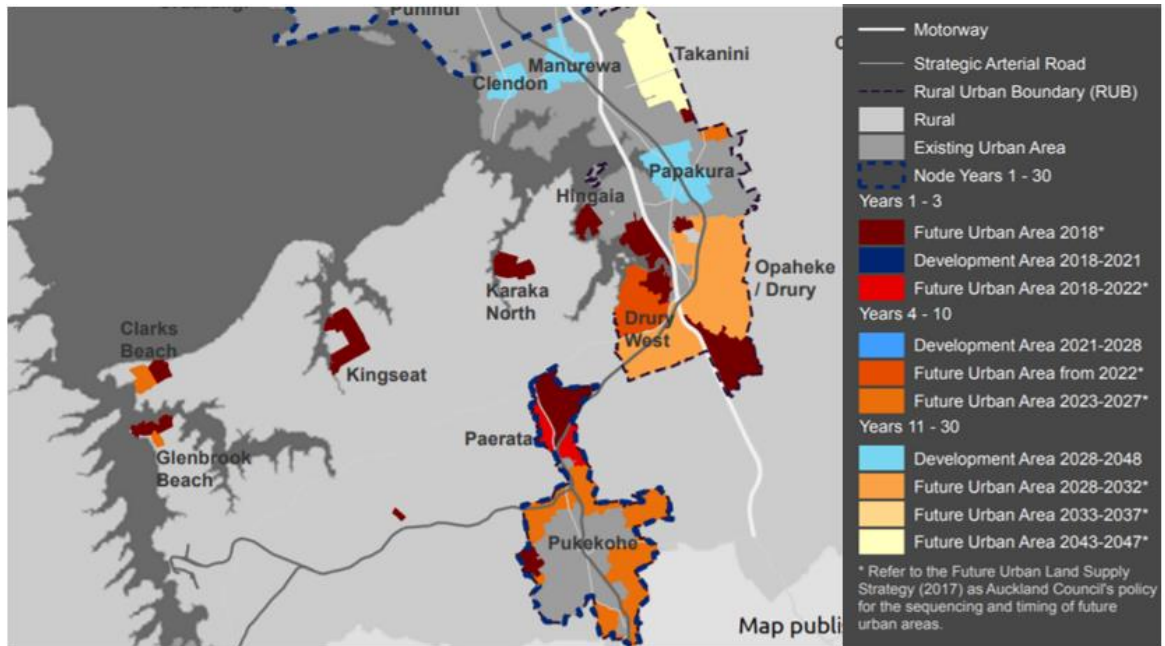 Takanini
Manurewa
Clendon
Papakura
Hingaia
Opaheke
/ Drury
Karaka
North
Drury
West
Clarks
Beach
Kingseat
Paerata
Glenbrook
Beach
Pukekohe
Map publis
Motorway
Strategic Arterial Road
Rural Urban Boundary (RUB)
Rural
Existing Urban Area
Node Years 1 - 30
Years 1 - 3
Future Urban Area 2018*
Development Area 2018-2021
Future Urban Area 2018-2022*
Years 4 - 10
Development Area 2021-2028
Future Urban Area from 2022*
Future Urban Area 2023-2027*
Years 11 - 30
Development Area 2028-2048
Future Urban Area 2028-2032*
Future Urban Area 2033-2037*
Future Urban Area 2043-2047*
* Refer to the Future Urban Land Supply
Strategy (2017) as Auckland Council's policy
for the sequencing and timing of future
urban areas.